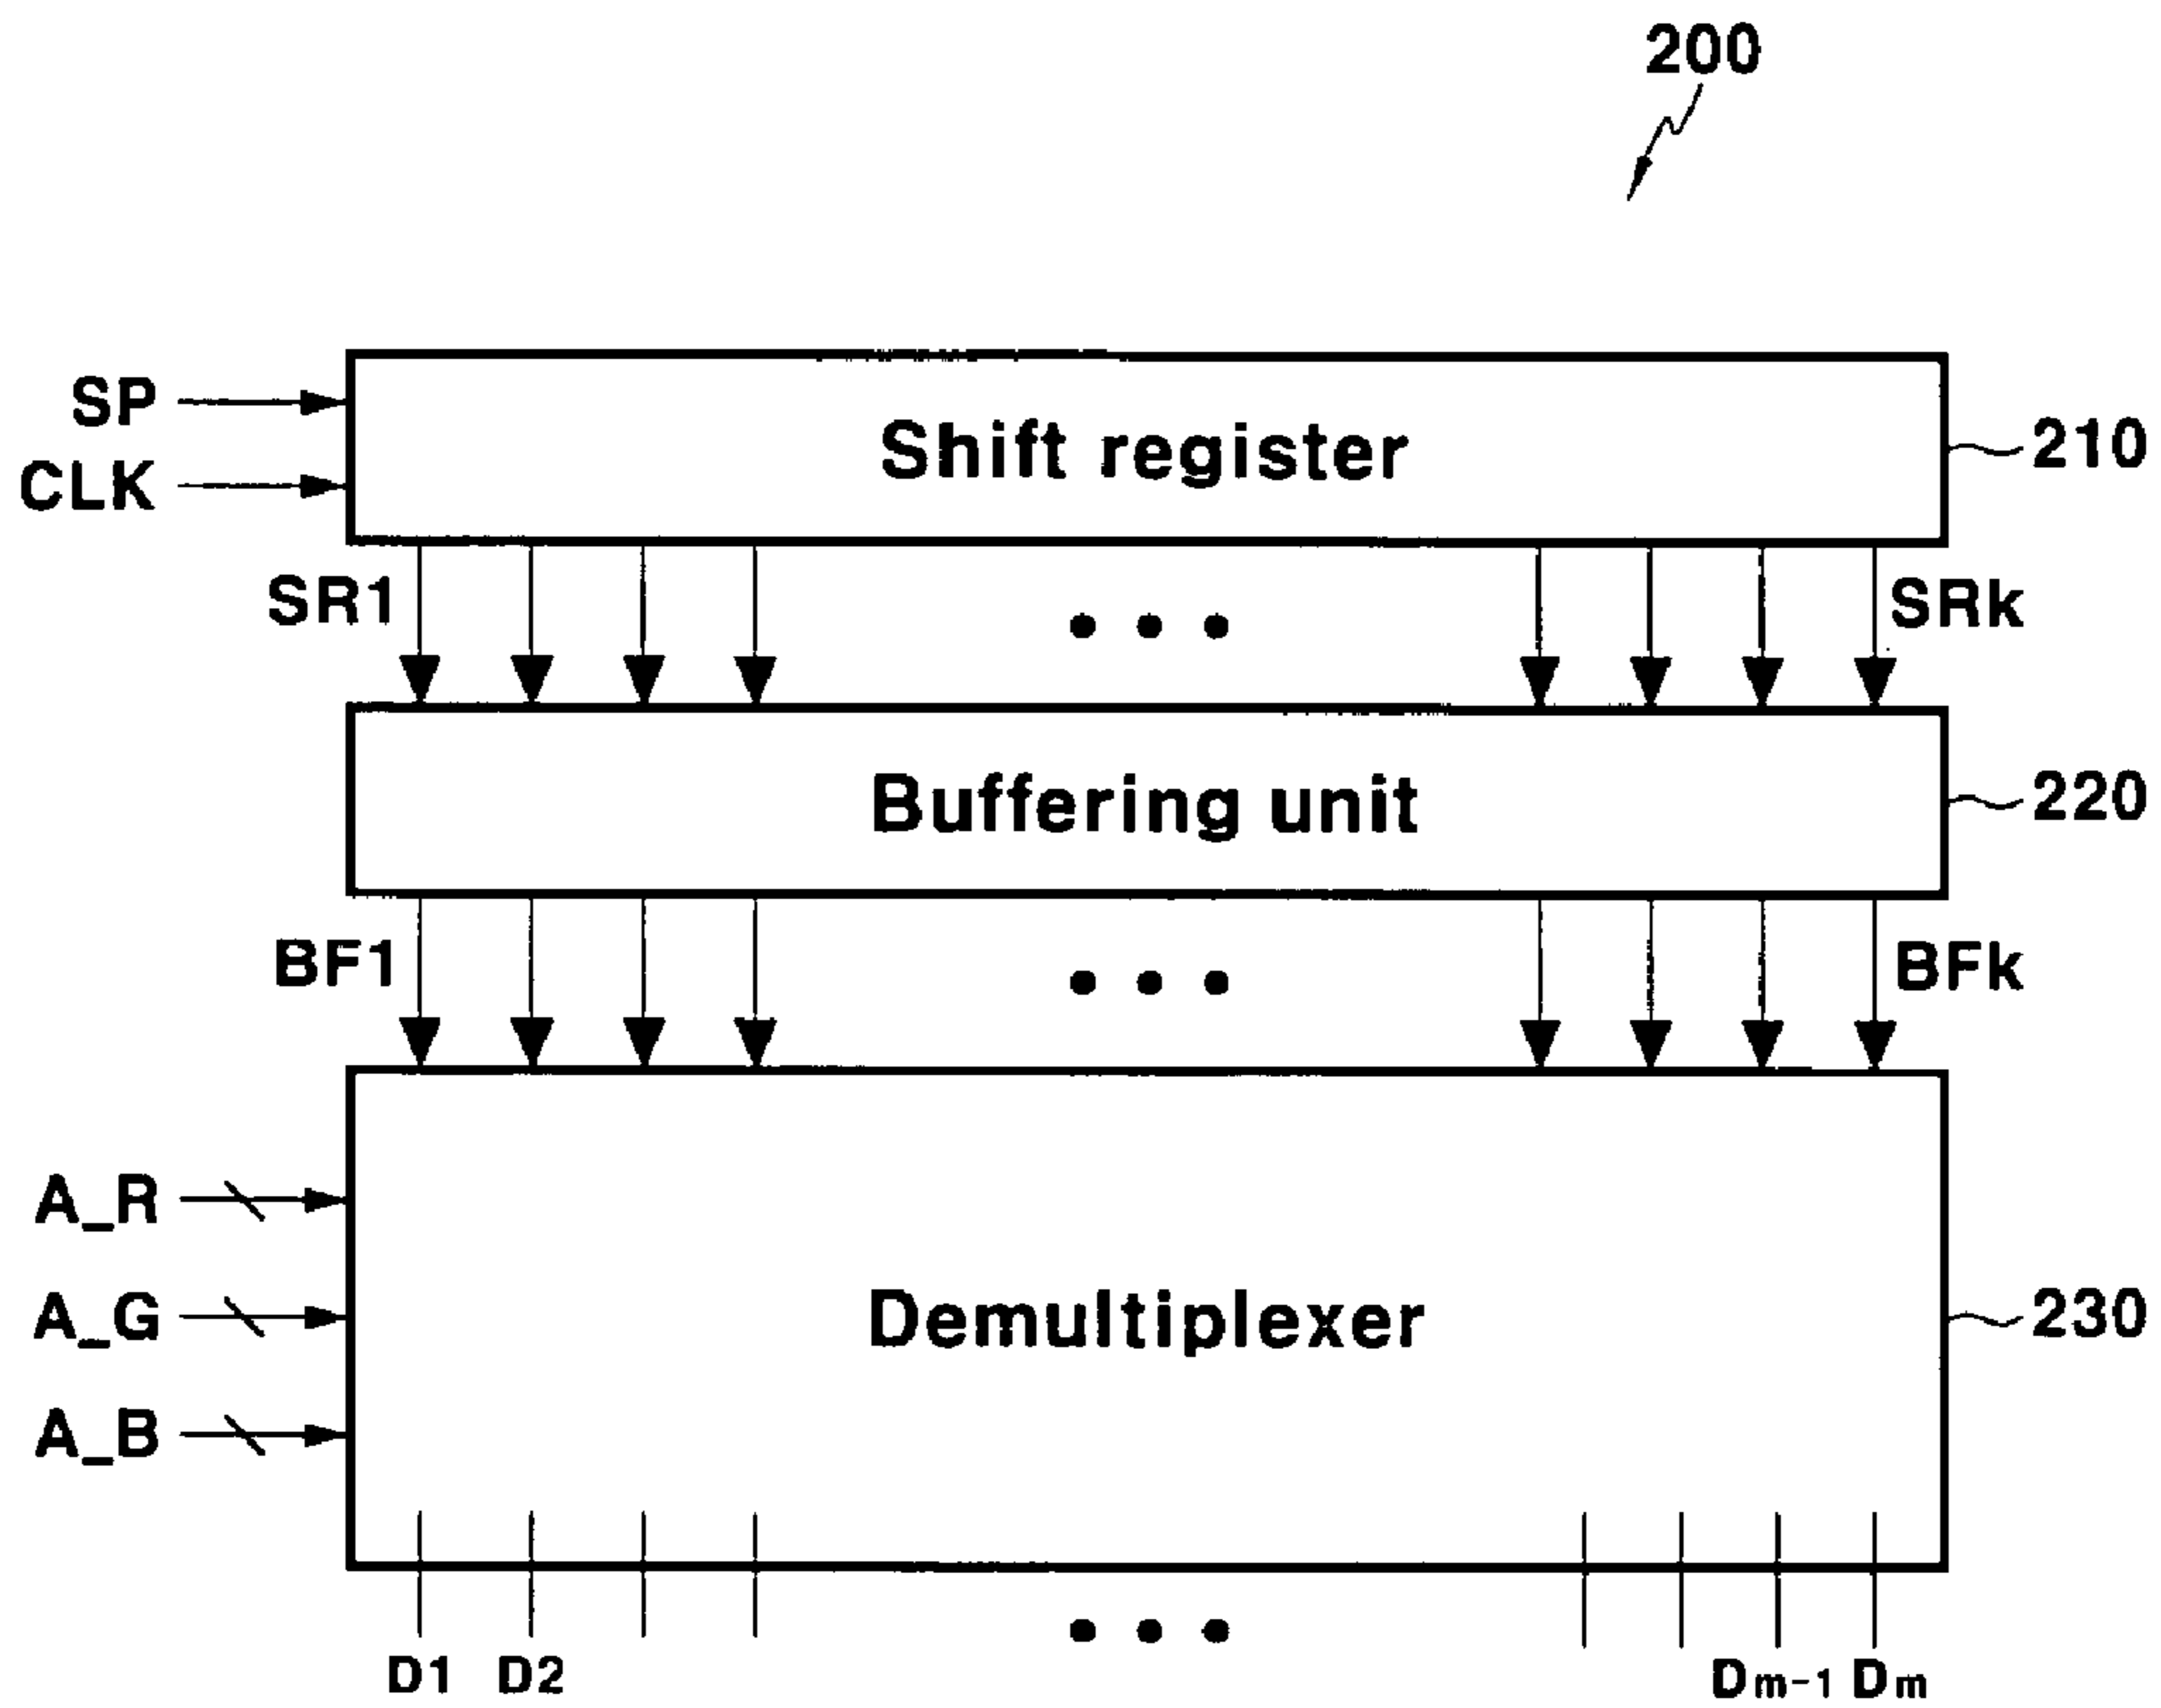 200
SP
CLK
Shift register
210
SR1
SRk
Buffering unit
220
BF1
BFk
A_R
A_G
A_B
Demultiplexer
230
D1 D2
Dm-1 Dm